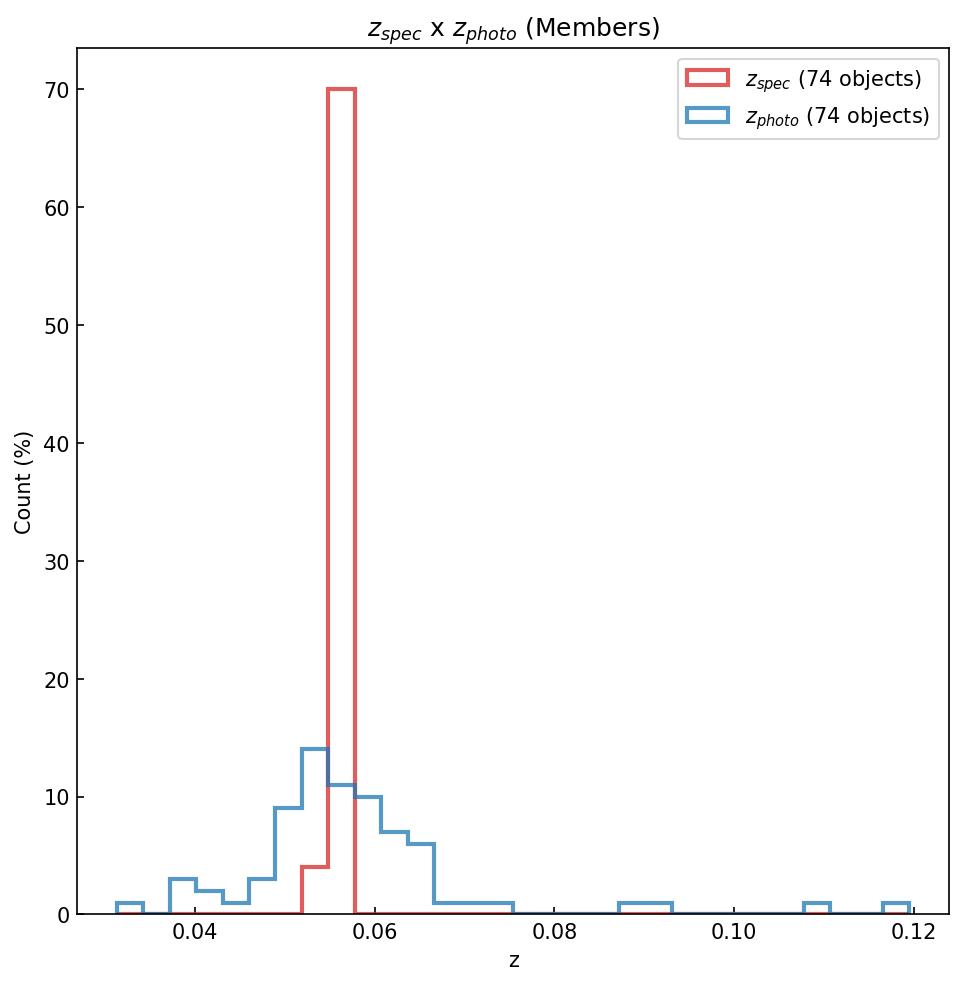 z_spec x z_photo (Members)
z_spec (74 objects)
z_photo (74 objects)
Count (%)
70
60
50
40
30
20
10
0
0.04 0.06 0.08 0.10 0.12
z